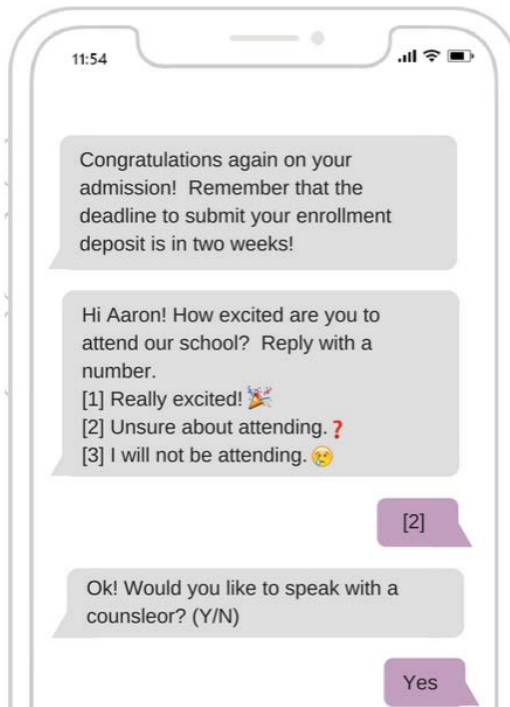 11:54
Congratulations again on your
admission!  Remember that the
deadline to submit your enrollment
deposit is in two weeks!
Hi Aaron! How excited are you to
attend our school?  Reply with a
number.
[1] Really excited! 🎉
[2] Unsure about attending. ❓
[3] I will not be attending. 😢
[2]
Ok! Would you like to speak with a
counsleor? (Y/N)
Yes